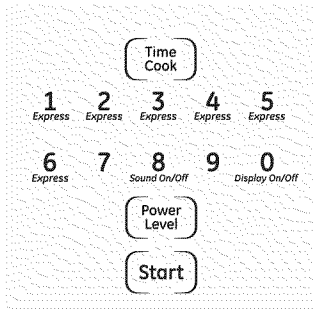 Time
Cook
1 2 3 4 5
Express Express Express Express Express
6 7 8 9 0
Express Sound On/Off Display On/Off
Power
Level
Start